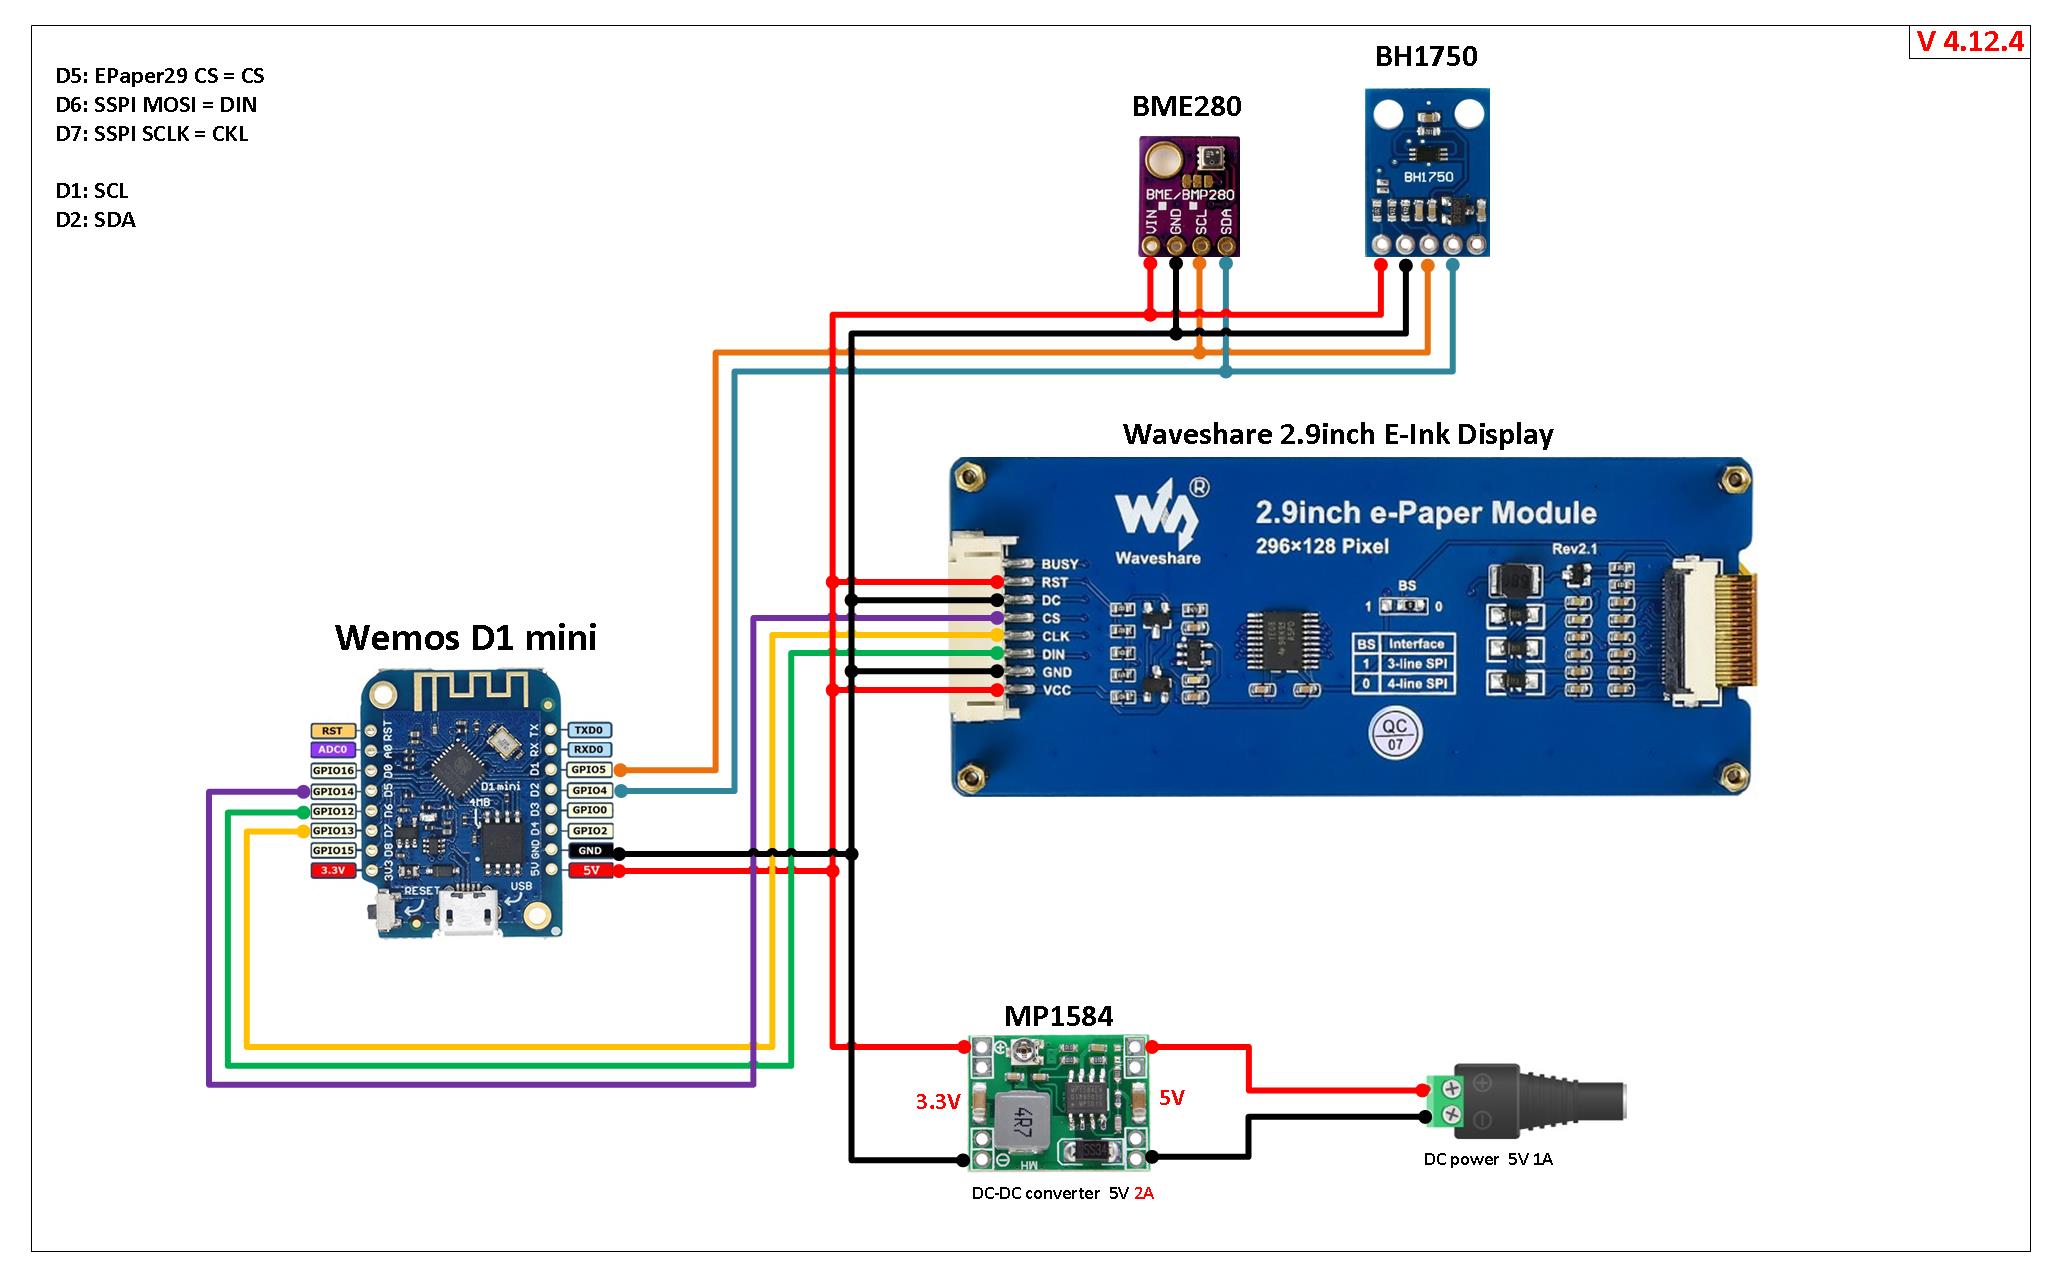 V 4.12.4
D5: EPaper29 CS = CS
D6: SSPI MOSI = DIN
D7: SSPI SCLK = CKL
D1: SCL
D2: SDA
BH1750
BH1750
BME280
BME/BMP280
VIN
GND
SCL
SDA
Waveshare 2.9inch E-Ink Display
Waveshare
®
2.9inch e-Paper Module
296×128 Pixel
Rev2.1
BUSY
RST
DC
CS
CLK
DIN
GND
VCC
BS
1 0
BS Interface
1 3-line SPI
0 4-line SPI
QC
07
Wemos D1 mini
RST RST
ADC0 A0
GPIO16 D0
GPIO14 D5
GPIO12 D6
GPIO13 D7
GPIO15 D8
3.3V 3V3
TX TXD0
RX RXD0
D1 GPIO5
D2 GPIO4
D3 GPIO0
D4 GPIO2
GND GND
5V 5V
D1mini
4MB
RESET
USB
MP1584
3.3V
5V
4R7
SS34
MH
DC-DC converter 5V 2A
DC power 5V 1A